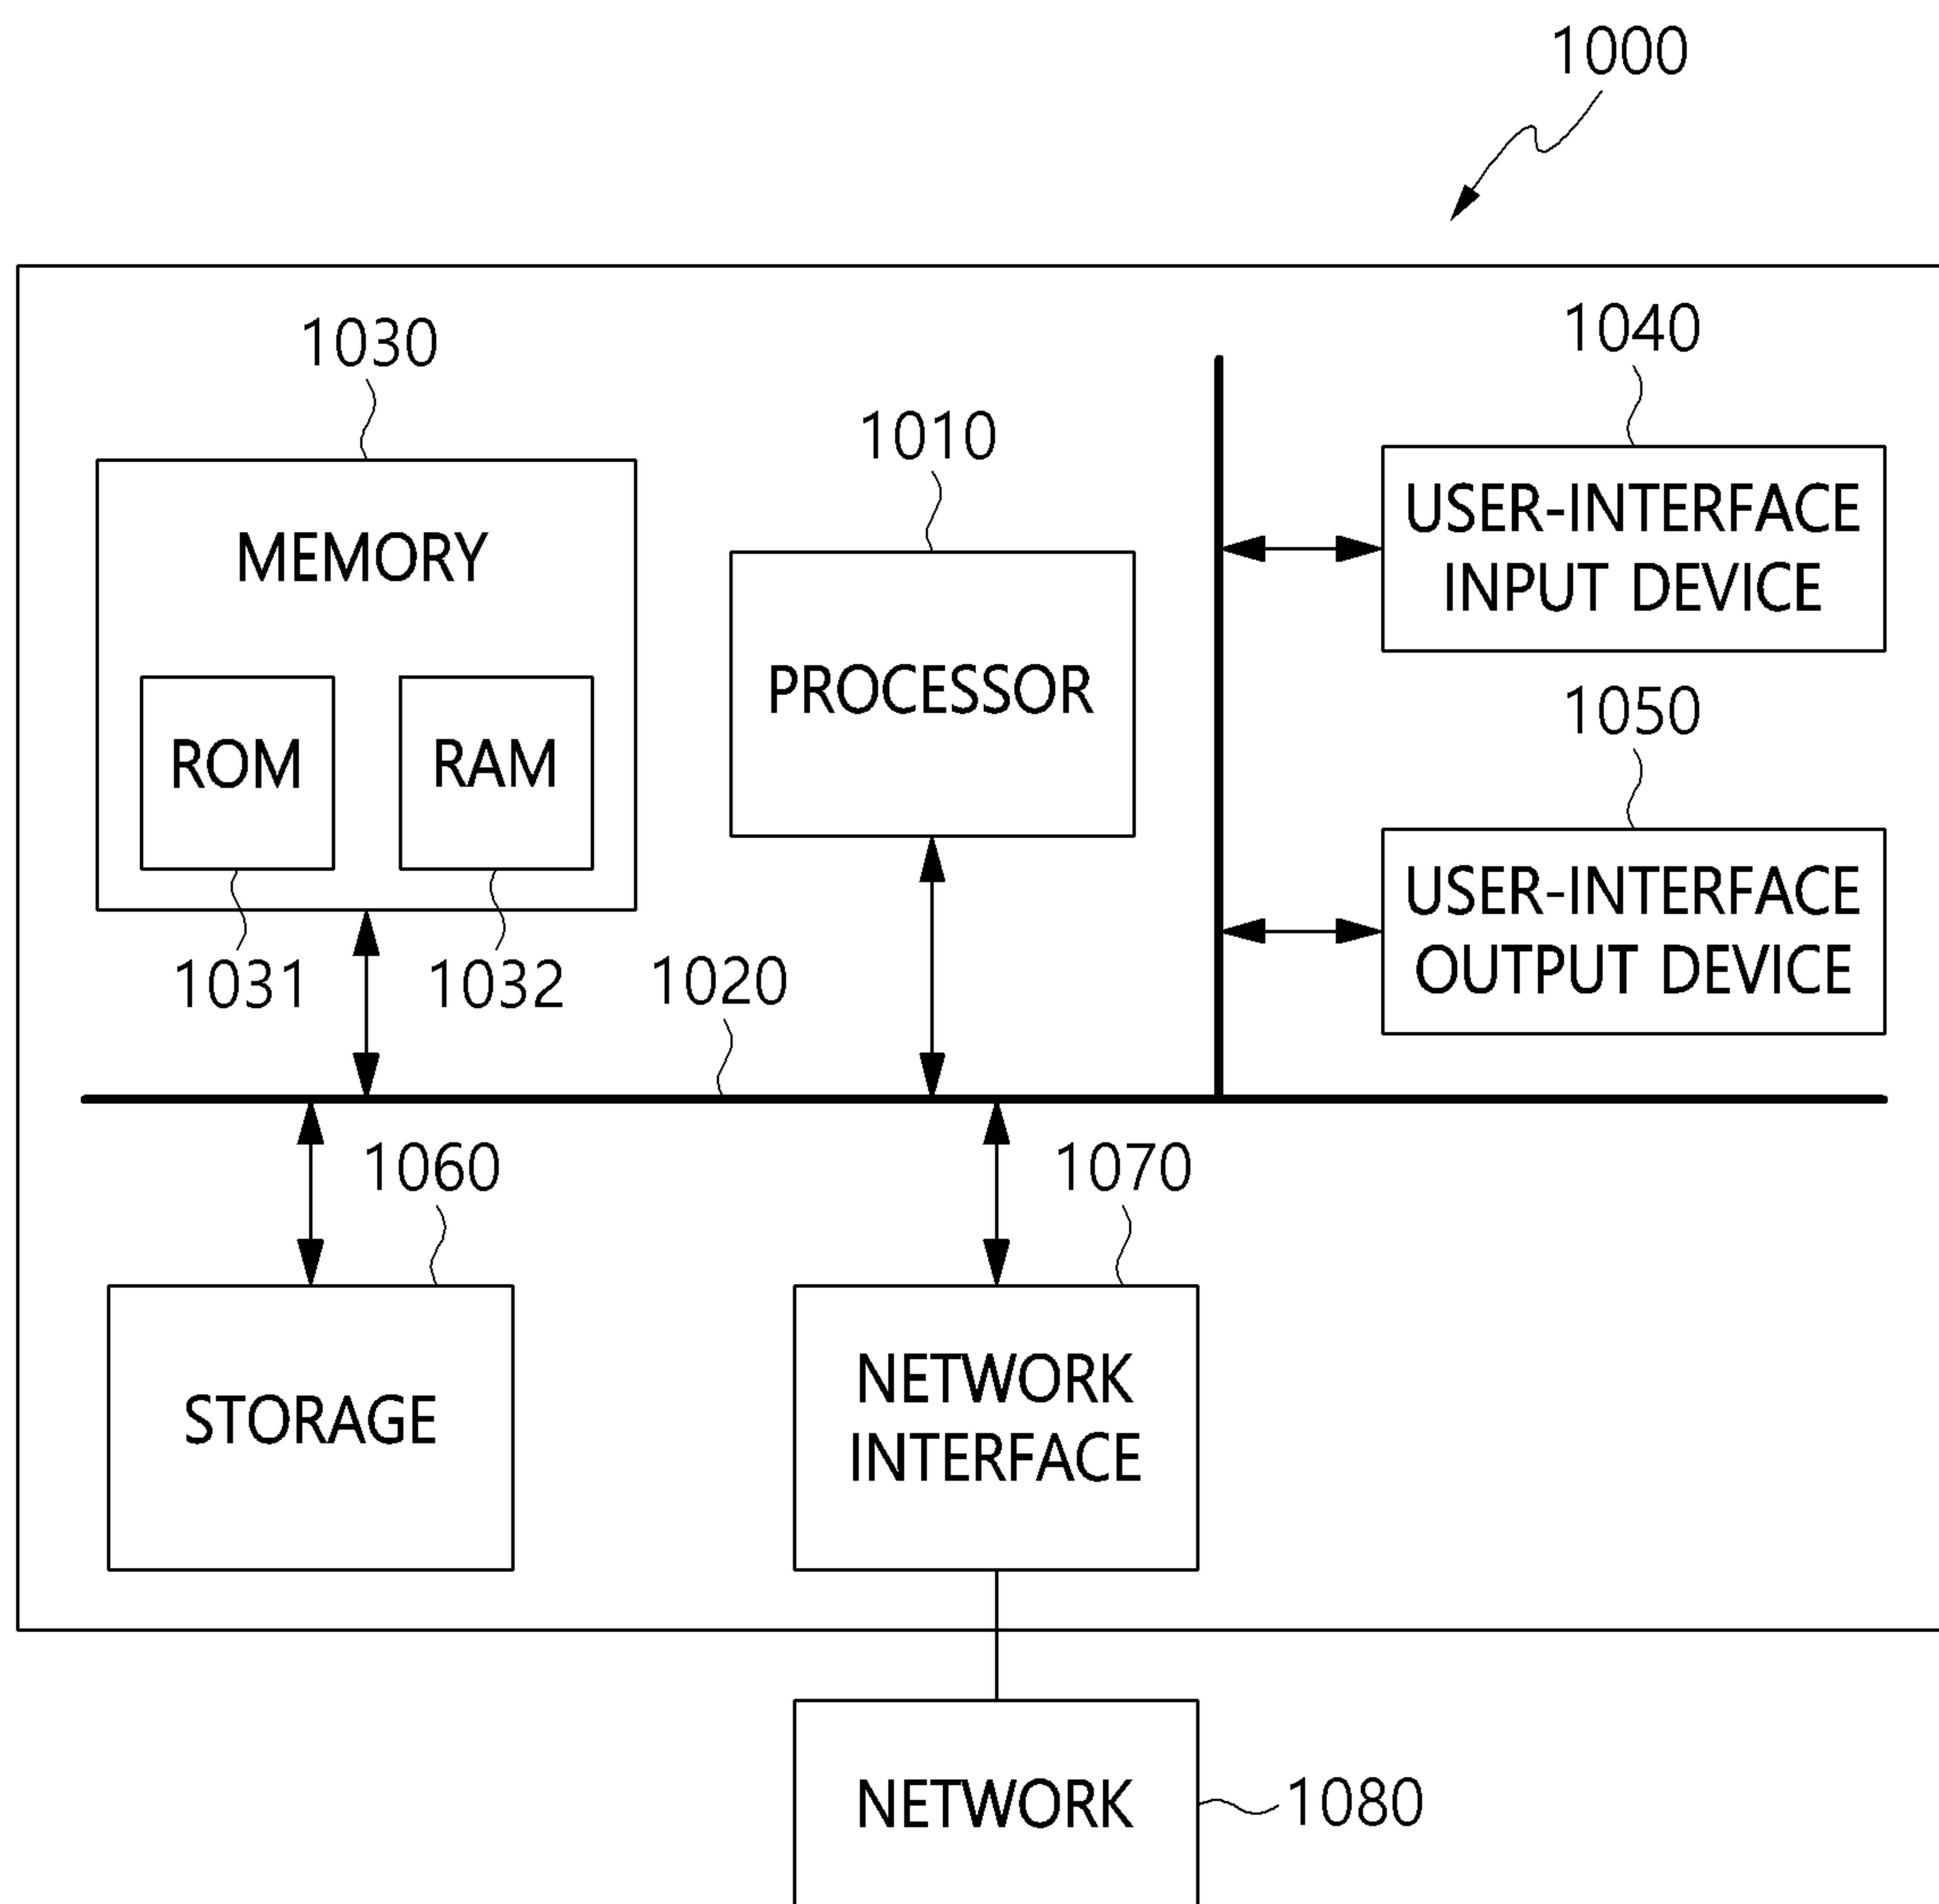 1000
1030
1010
1040
MEMORY
ROM
RAM
PROCESSOR
USER-INTERFACE
INPUT DEVICE
1050
USER-INTERFACE
OUTPUT DEVICE
1031
1032
1020
1060
1070
STORAGE
NETWORK
INTERFACE
NETWORK
1080